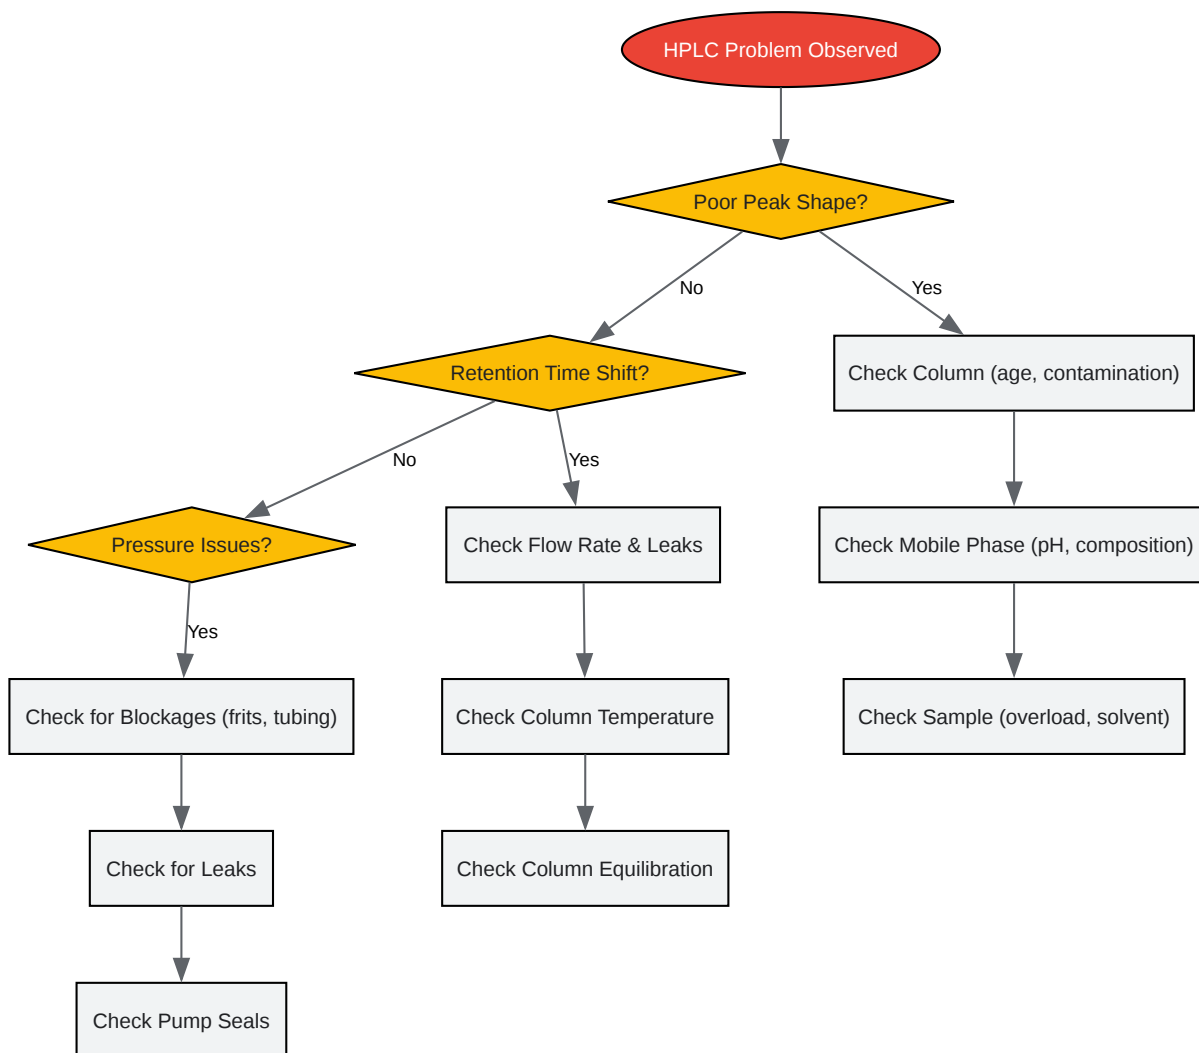 HPLC Problem Observed
Poor Peak Shape?
No
Yes
Retention Time Shift?
Check Column (age, contamination)
No
Yes
Pressure Issues?
Check Flow Rate & Leaks
Check Mobile Phase (pH, composition)
Yes
Check for Blockages (frits, tubing)
Check Column Temperature
Check Sample (overload, solvent)
Check for Leaks
Check Column Equilibration
Check Pump Seals